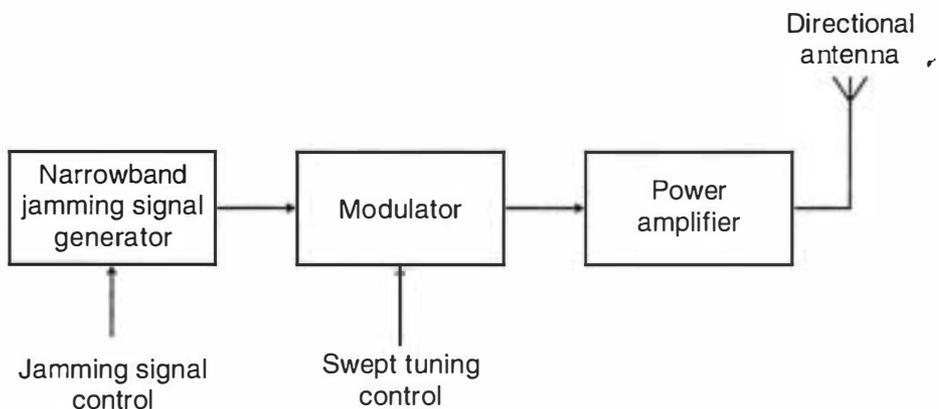 Directional
antenna
Narrowband
jamming signal
generator
Modulator
Power
amplifier
Jamming signal
control
Swept tuning
control